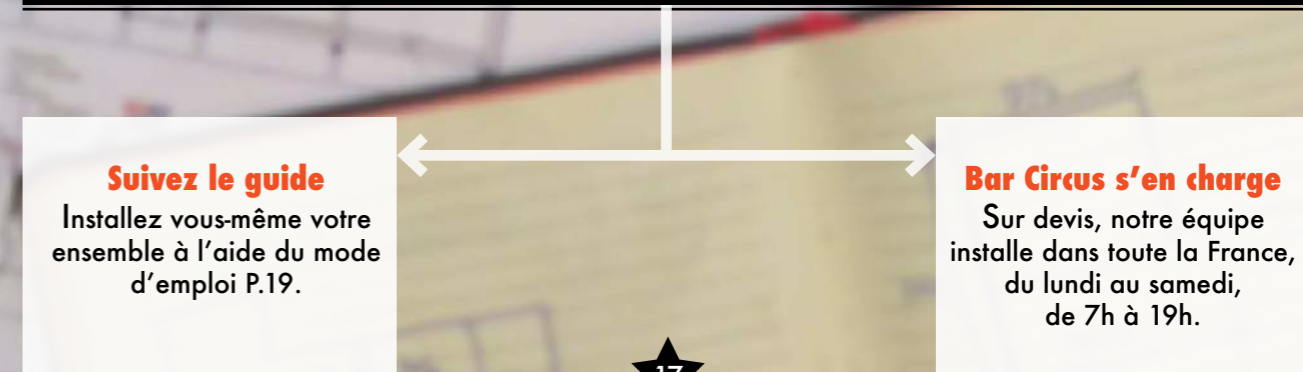 Suivez le guide
Installez vous-même votre
ensemble à l’aide du mode
d’emploi P.19.
Bar Circus s’en charge
Sur devis, notre équipe
installe dans toute la France,
du lundi au samedi,
de 7h à 19h.
17